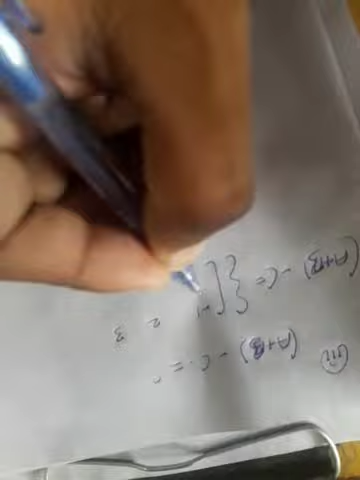 (iii) (A+B) - C =
(A+B) - C = { [ -1 2 3